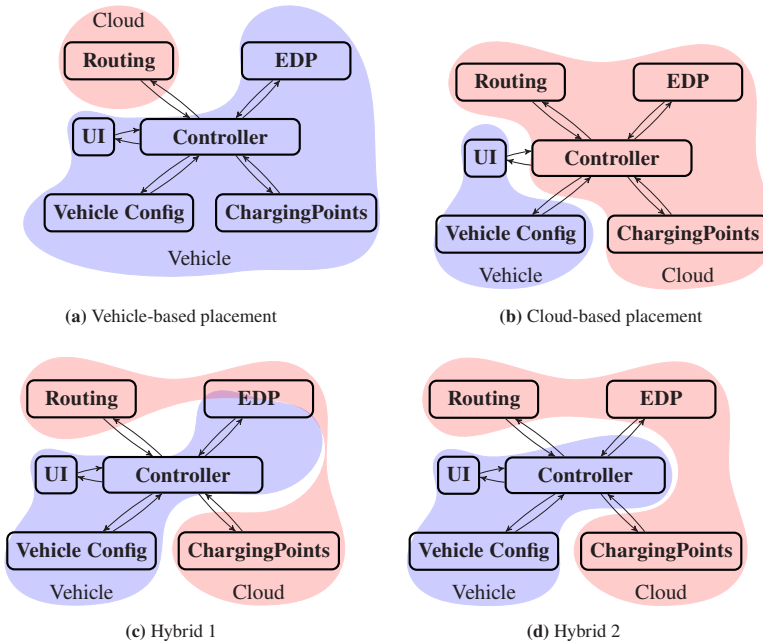 Cloud
Routing
EDP
UI
Controller
Vehicle Config
ChargingPoints
Vehicle
(a) Vehicle-based placement
Routing
EDP
UI
Controller
Vehicle Config
ChargingPoints
Vehicle
Cloud
(b) Cloud-based placement
Routing
EDP
UI
Controller
Vehicle Config
ChargingPoints
Vehicle
Cloud
(c) Hybrid 1
Routing
EDP
UI
Controller
Vehicle Config
ChargingPoints
Vehicle
Cloud
(d) Hybrid 2